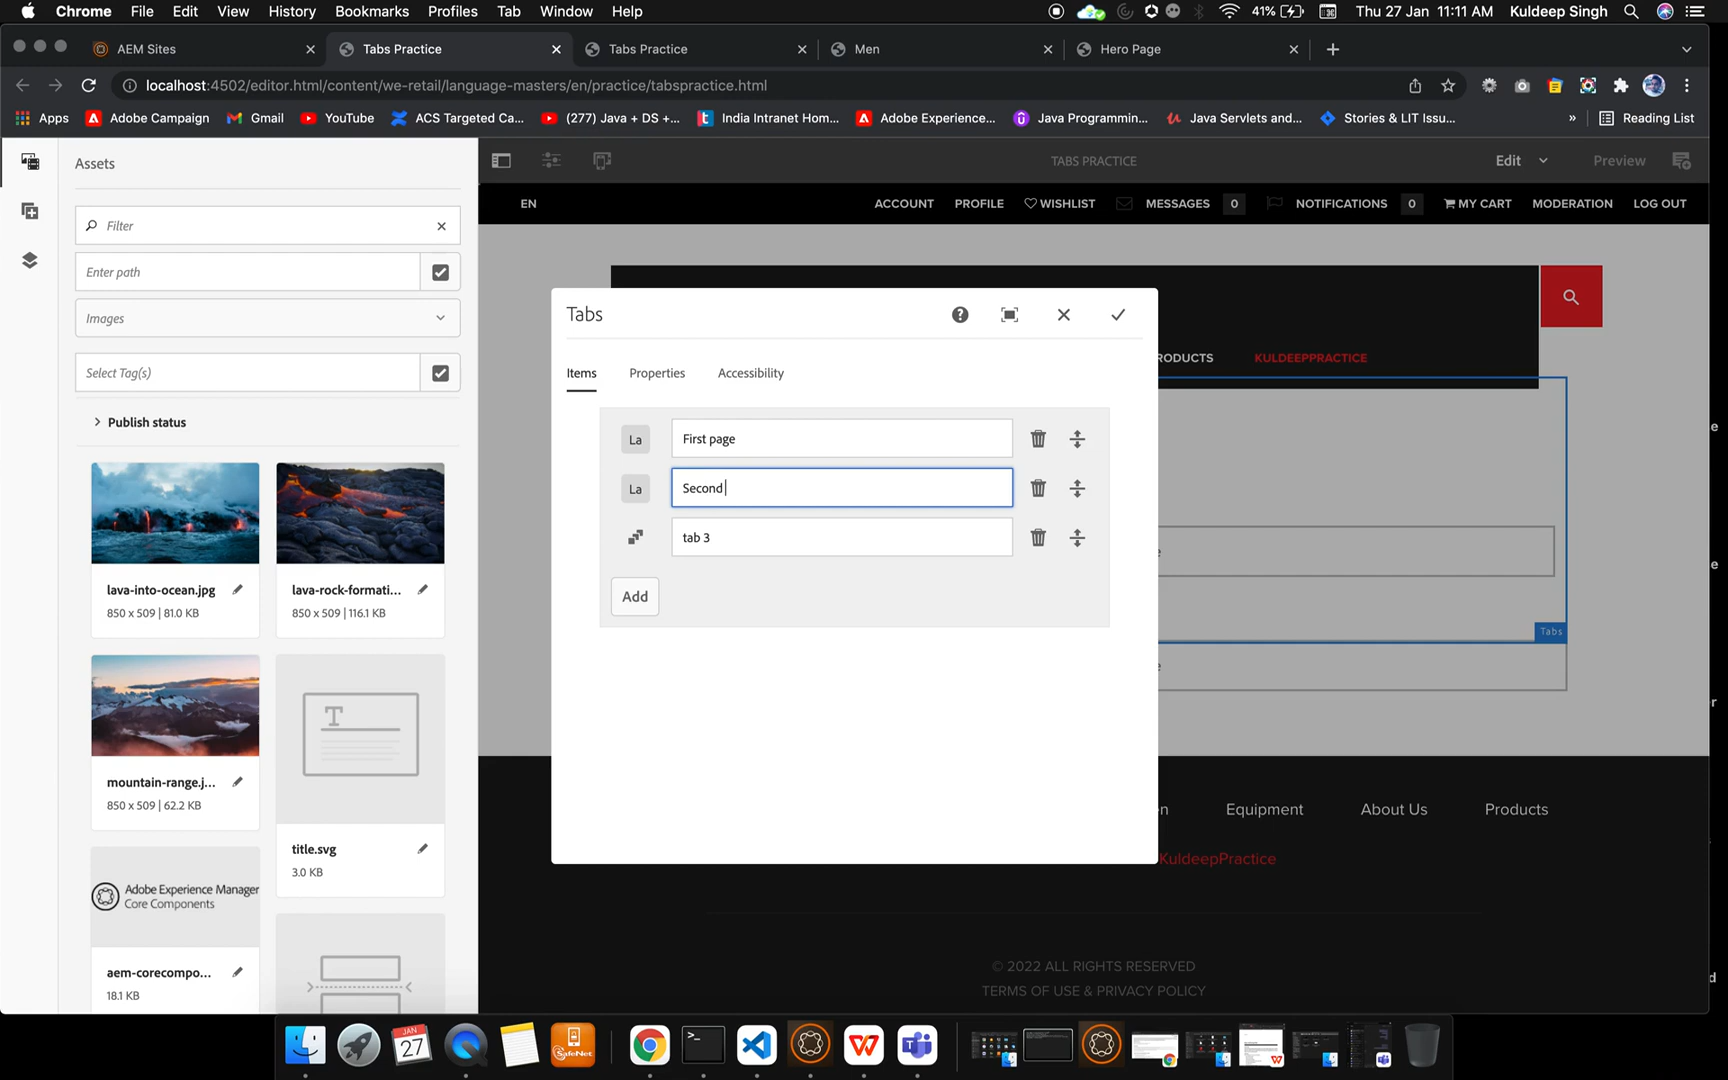 Chrome File Edit View History Bookmarks Profiles Tab Window Help 41% Thu 27 Jan 11:11 AM Kuldeep Singh
AEM Sites Tabs Practice Tabs Practice Men Hero Page
localhost:4502/editor.html/content/we-retail/language-masters/en/practice/tabspractice.html
Apps Adobe Campaign Gmail YouTube ACS Targeted Ca... (277) Java + DS +... India Intranet Hom... Adobe Experience... Java Programmin... Java Servlets and... Stories & LIT Issu... » Reading List
Assets
TABS PRACTICE Edit Preview
EN ACCOUNT PROFILE WISHLIST MESSAGES 0 NOTIFICATIONS 0 MY CART MODERATION LOG OUT
Filter
Enter path
Images
Select Tag(s)
Publish status
Tabs
RODUCTS KULDEEPPRACTICE
Items Properties Accessibility
La First page
La Second
tab 3
Add
Tabs
lava-into-ocean.jpg
850 x 509 | 81.0 KB
lava-rock-formati...
850 x 509 | 116.1 KB
mountain-range.j...
850 x 509 | 62.2 KB
title.svg
3.0 KB
Adobe Experience Manager
Core Components
aem-corecompo...
18.1 KB
n Equipment About Us Products
KuldeepPractice
© 2022 ALL RIGHTS RESERVED
TERMS OF USE & PRIVACY POLICY
JAN
27
SafeNet